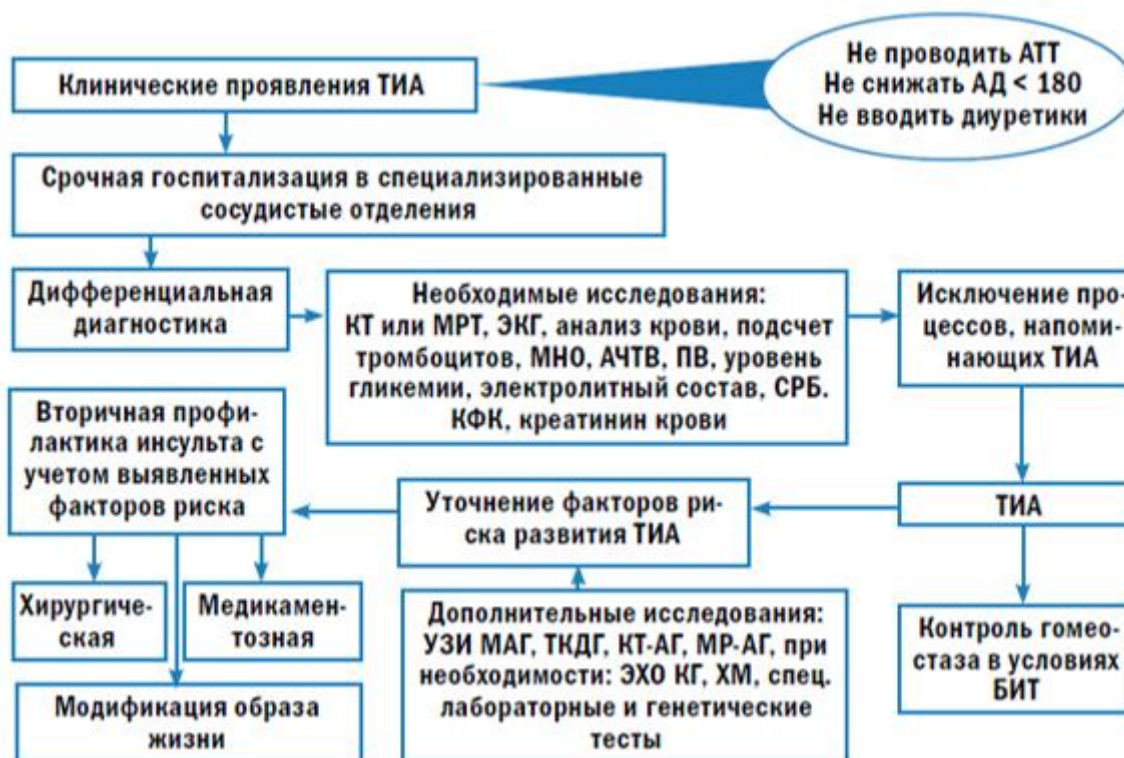 Клинические проявления ТИА
Не проводить АТТ
Не снижать АД < 180
Не вводить диуретики
Срочная госпитализация в специализированные
сосудистые отделения
Дифференциальная
диагностика
Необходимые исследования:
КТ или МРТ, ЭКГ, анализ крови, подсчет
тромбоцитов, МНО, АЧТВ, ПВ, уровень
гликемии, электролитный состав, СРБ.
КФК, креатинин крови
Исключение про-
цессов, напоми-
нающих ТИА
Вторичная профи-
лактика инсульта с
учетом выявленных
факторов риска
Уточнение факторов ри-
ска развития ТИА
ТИА
Хирургиче-
ская
Медикамен-
тозная
Модификация образа
жизни
Дополнительные исследования:
УЗИ МАГ, ТКДГ, КТ-АГ, МР-АГ, при
необходимости: ЭХО КГ, ХМ, спец.
лабораторные и генетические
тесты
Контроль гомео-
стаза в условиях
БИТ